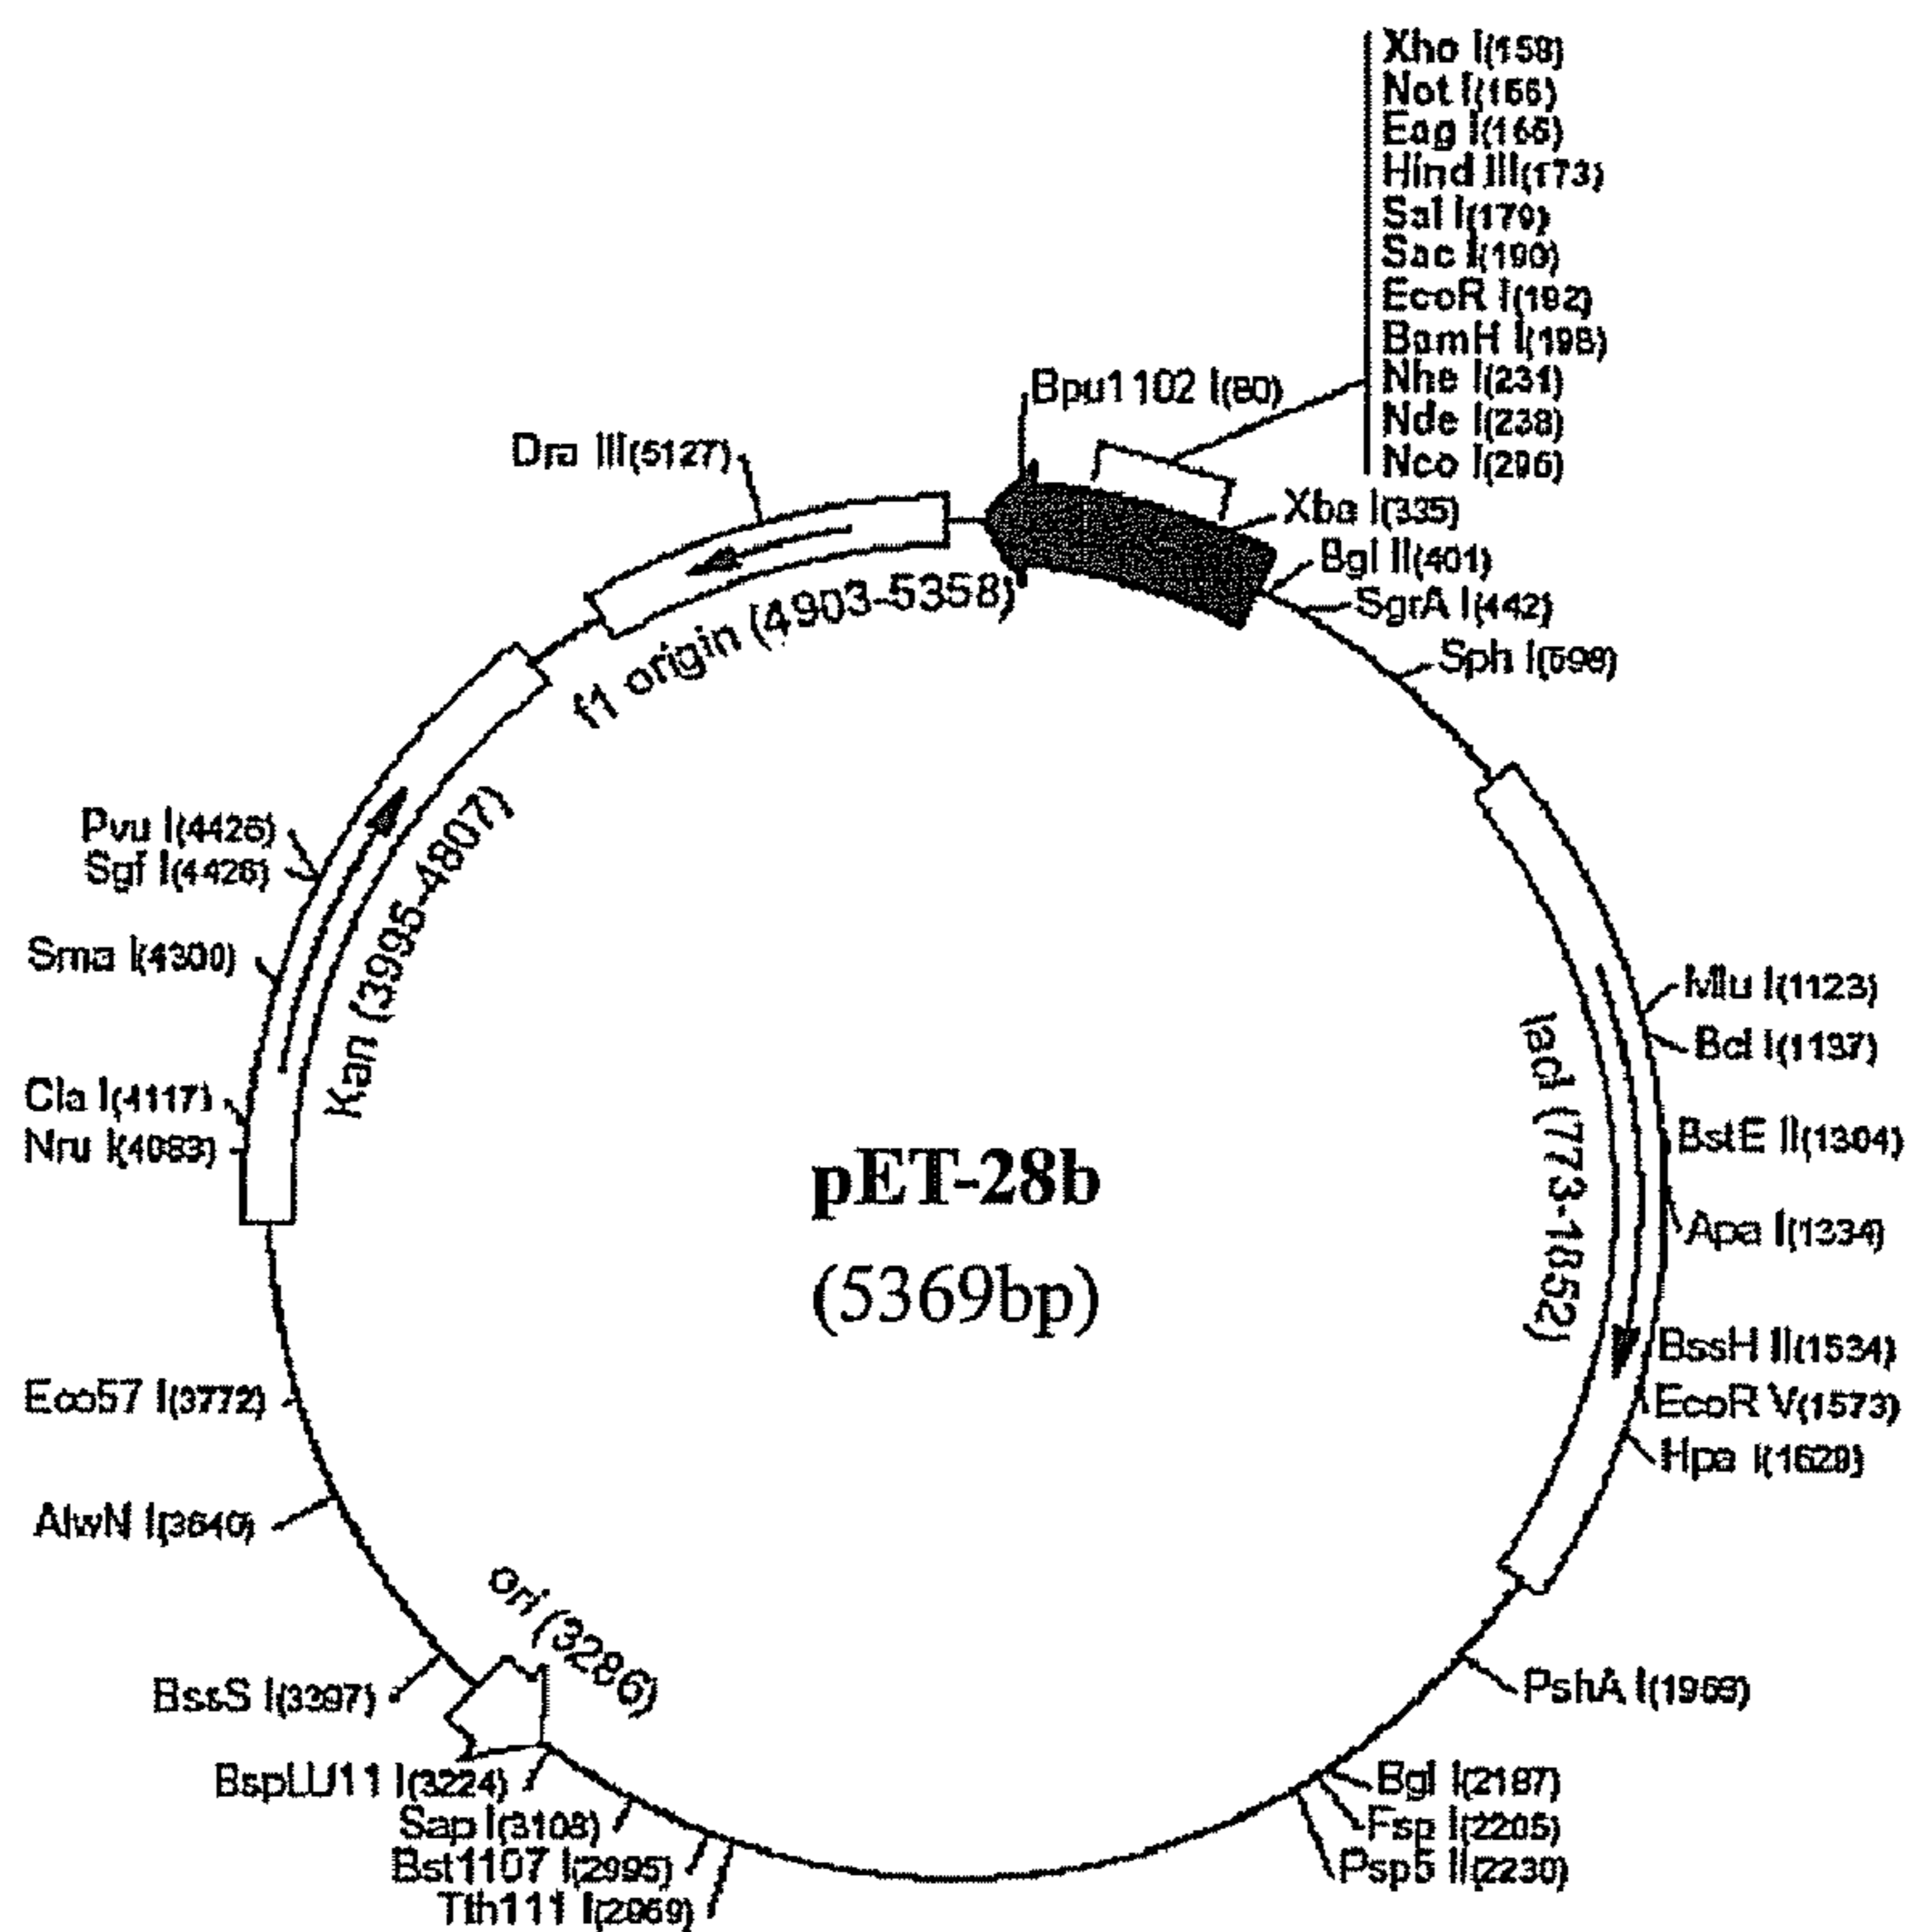 Xho I(158)
Not I(166)
Eag I(166)
Hind III(173)
Sal I(179)
Sac I(190)
EcoR I(192)
BamH I(198)
Nhe I(231)
Nde I(238)
Nco I(296)
Bpu1102 I(80)
Dra III(5127)
Xba I(335)
Bgl II(401)
SgrA I(442)
Sph I(598)
f1 origin (4903-5358)
Pvu I(4426)
Sgf I(4426)
Sma I(4300)
Kan (3995-4807)
Cla I(4117)
Nru I(4083)
Mlu I(1123)
Bcl I(1137)
BstE II(1304)
Apa I(1334)
lacI (773-1852)
BssH II(1534)
EcoR V(1573)
Hpa I(1629)
pET-28b
(5369bp)
Eco57 I(3772)
AlwN I(3640)
ori (3286)
BssS I(3397)
BspLU11 I(3224)
Sap I(3108)
Bst1107 I(2995)
Tth111 I(2969)
PshA I(1968)
Bgl I(2187)
Fsp I(2205)
Psp5 II(2230)